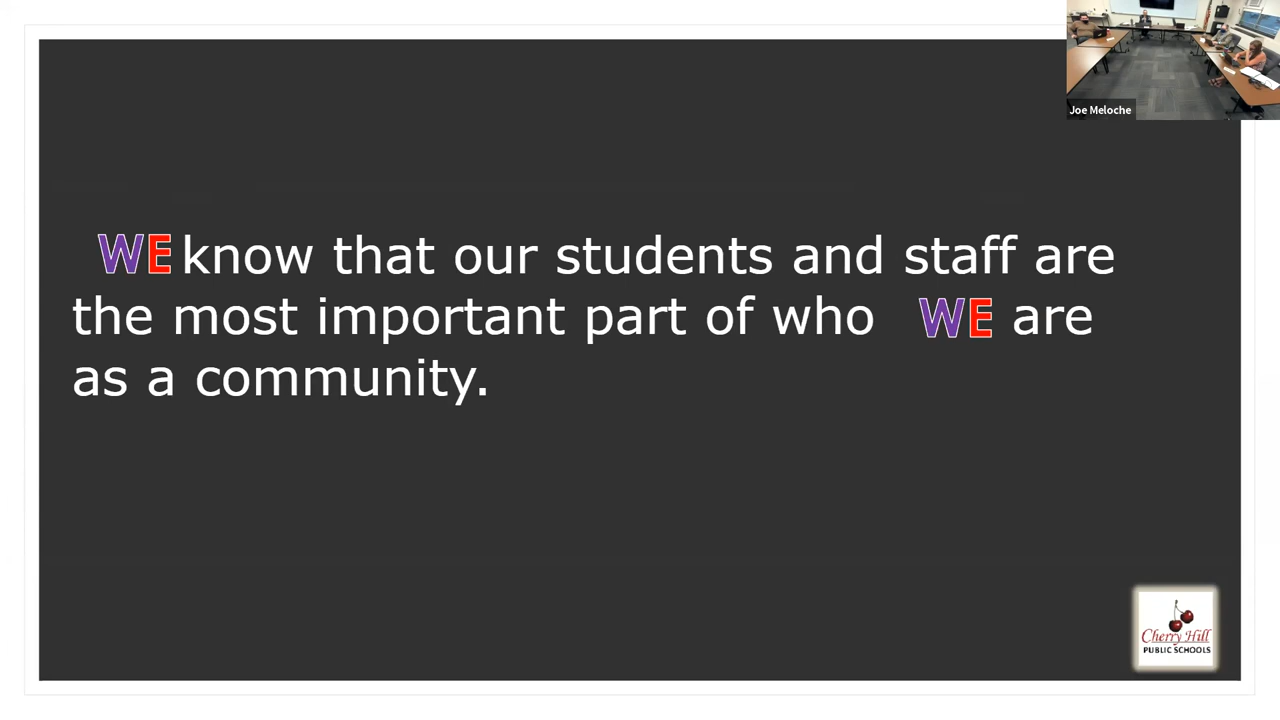 Joe Meloche
WE know that our students and staff are
the most important part of who WE are
as a community.
Cherry Hill
PUBLIC SCHOOLS